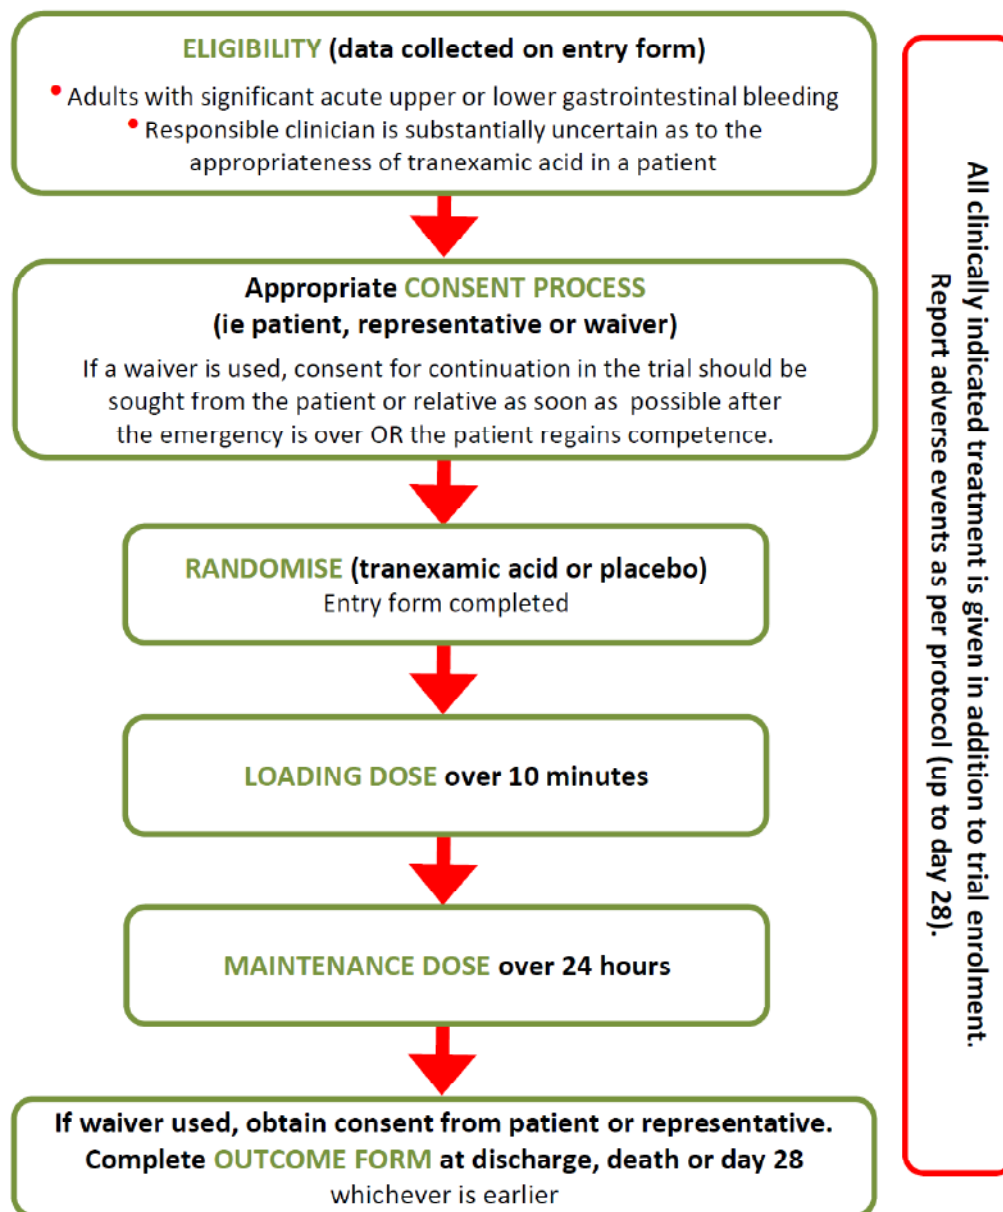 ELIGIBILITY (data collected on entry form)
• Adults with significant acute upper or lower gastrointestinal bleeding
• Responsible clinician is substantially uncertain as to the
appropriateness of tranexamic acid in a patient
Appropriate CONSENT PROCESS
(ie patient, representative or waiver)
If a waiver is used, consent for continuation in the trial should be
sought from the patient or relative as soon as possible after
the emergency is over OR the patient regains competence.
RANDOMISE (tranexamic acid or placebo)
Entry form completed
LOADING DOSE over 10 minutes
MAINTENANCE DOSE over 24 hours
If waiver used, obtain consent from patient or representative.
Complete OUTCOME FORM at discharge, death or day 28
whichever is earlier
All clinically indicated treatment is given in addition to trial enrolment.
Report adverse events as per protocol (up to day 28).